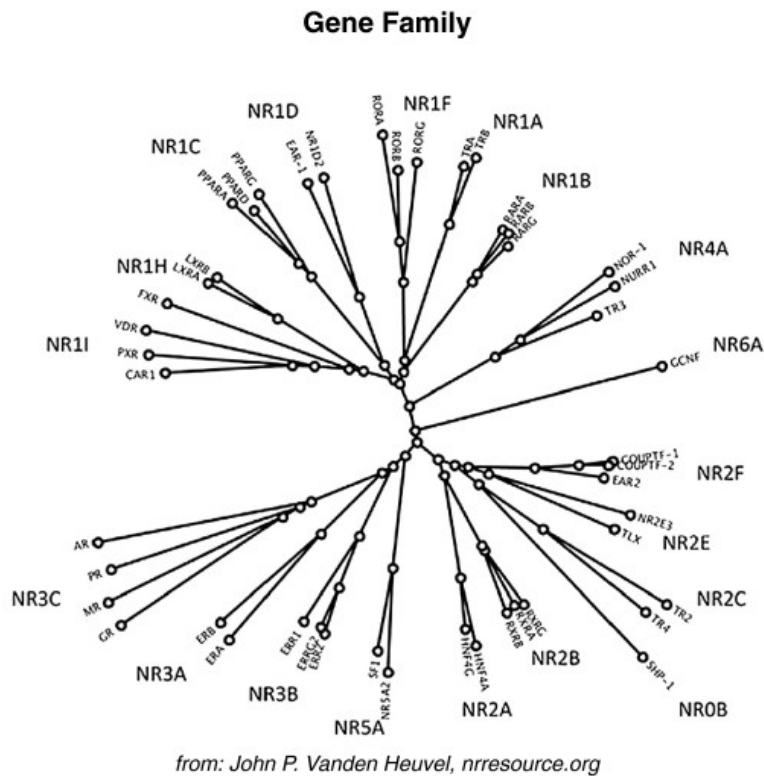 Gene Family
NR1D
NR1F
NR1A
NR1C
NR1B
NR1H
NR4A
NR1I
NR6A
NR2F
NR2E
NR3C
NR2C
NR3A
NR2B
NR3B
NR5A
NR2A
NR0B
RORA
RORB
RORG
TRA
TRB
RARA
RARB
RARG
NOR-1
NURR1
TR3
GCNF
COUPTF-1
COUPTF-2
EAR2
NR2E3
TLX
TR2
TR4
SHP-1
RXRG
RXRA
RXRB
HNF4A
HNF4G
NR5A2
SF1
ERR2
ERRG2
ERR1
ERA
ERB
GR
MR
PR
AR
CAR1
PXR
VDR
FXR
LXRA
LXRB
PPARA
PPARD
PPARG
EAR-1
NR1D2
from: John P. Vanden Heuvel, nrresource.org